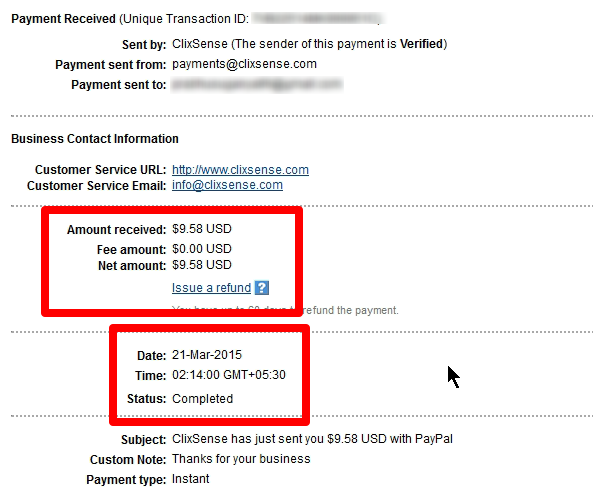 Payment Received (Unique Transaction ID:
Sent by: ClixSense (The sender of this payment is Verified)
Payment sent from: payments@clixsense.com
Payment sent to:
Business Contact Information
Customer Service URL: http://www.clixsense.com
Customer Service Email: info@clixsense.com
Amount received: $9.58 USD
Fee amount: $0.00 USD
Net amount: $9.58 USD
Issue a refund ?
You have up to 60 days to refund the payment.
Date: 21-Mar-2015
Time: 02:14:00 GMT+05:30
Status: Completed
Subject: ClixSense has just sent you $9.58 USD with PayPal
Custom Note: Thanks for your business
Payment type: Instant